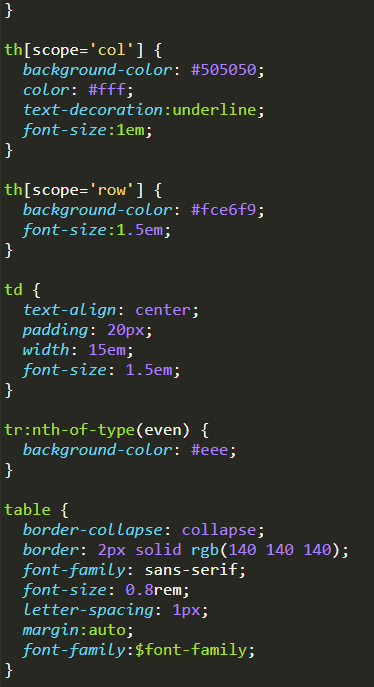 }
th[scope='col'] {
  background-color: #505050;
  color: #fff;
  text-decoration:underline;
  font-size:1em;
}
th[scope='row'] {
  background-color: #fce6f9;
  font-size:1.5em;
}
td {
  text-align: center;
  padding: 20px;
  width: 15em;
  font-size: 1.5em;
}
tr:nth-of-type(even) {
  background-color: #eee;
}
table {
  border-collapse: collapse;
  border: 2px solid rgb(140 140 140);
  font-family: sans-serif;
  font-size: 0.8rem;
  letter-spacing: 1px;
  margin:auto;
  font-family:$font-family;
}